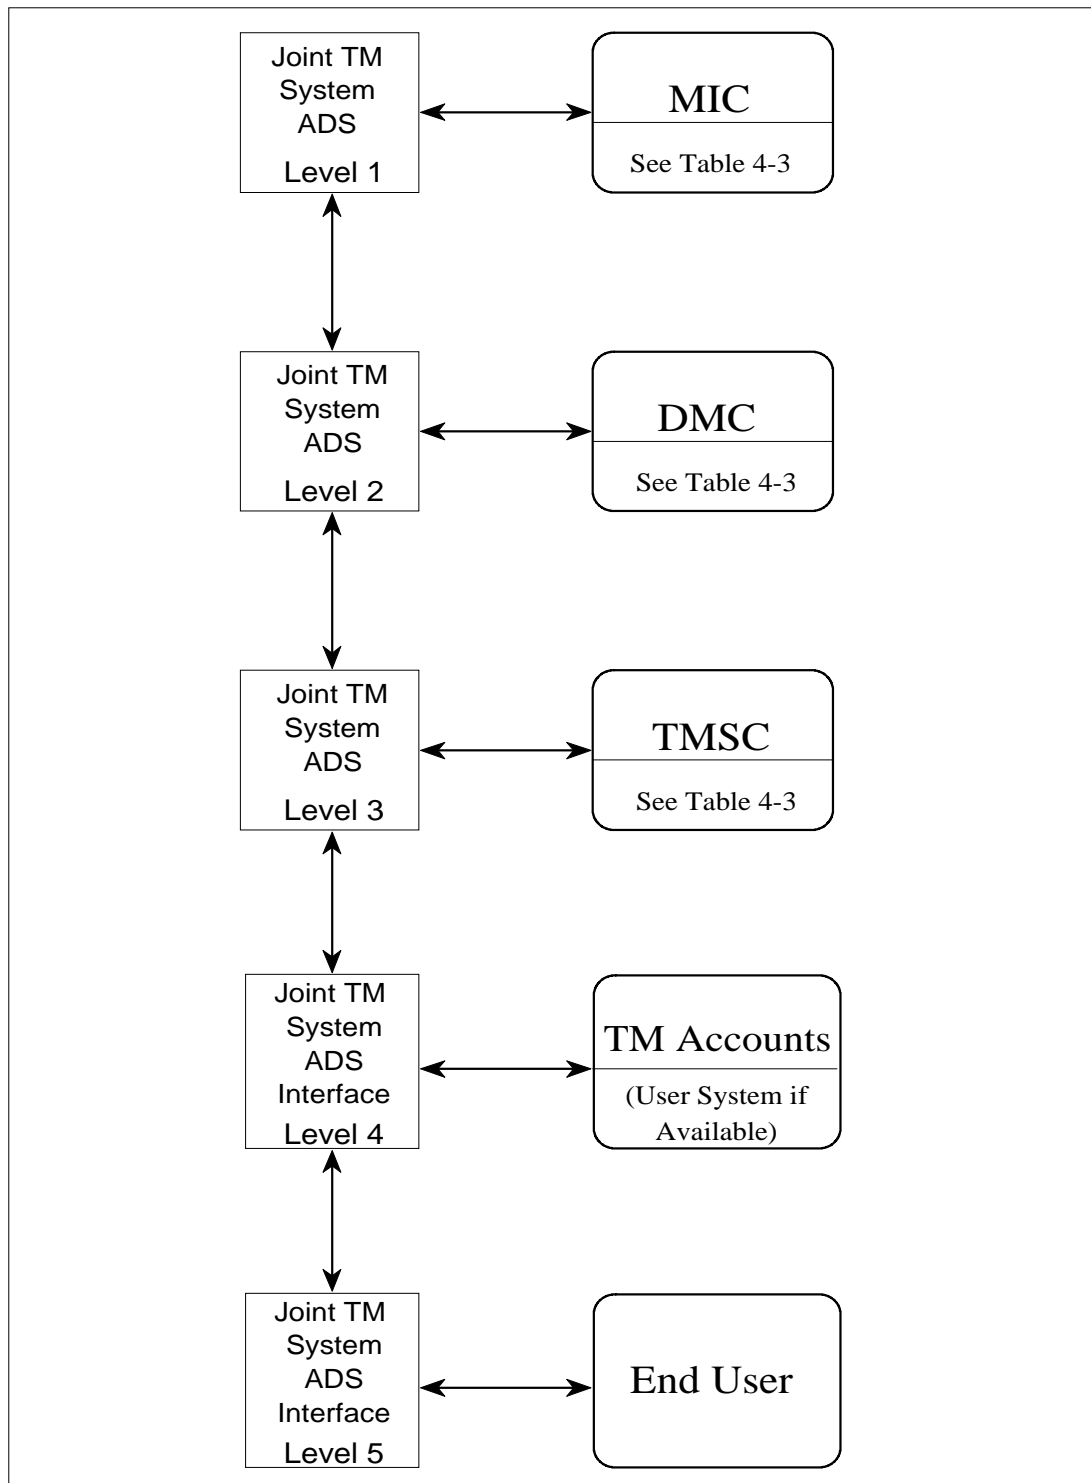 Joint TM
System
ADS
Level 1
MIC
See Table 4-3
Joint TM
System
ADS
Level 2
DMC
See Table 4-3
Joint TM
System
ADS
Level 3
TMSC
See Table 4-3
Joint TM
System
ADS
Interface
Level 4
TM Accounts
(User System if
Available)
Joint TM
System
ADS
Interface
Level 5
End User